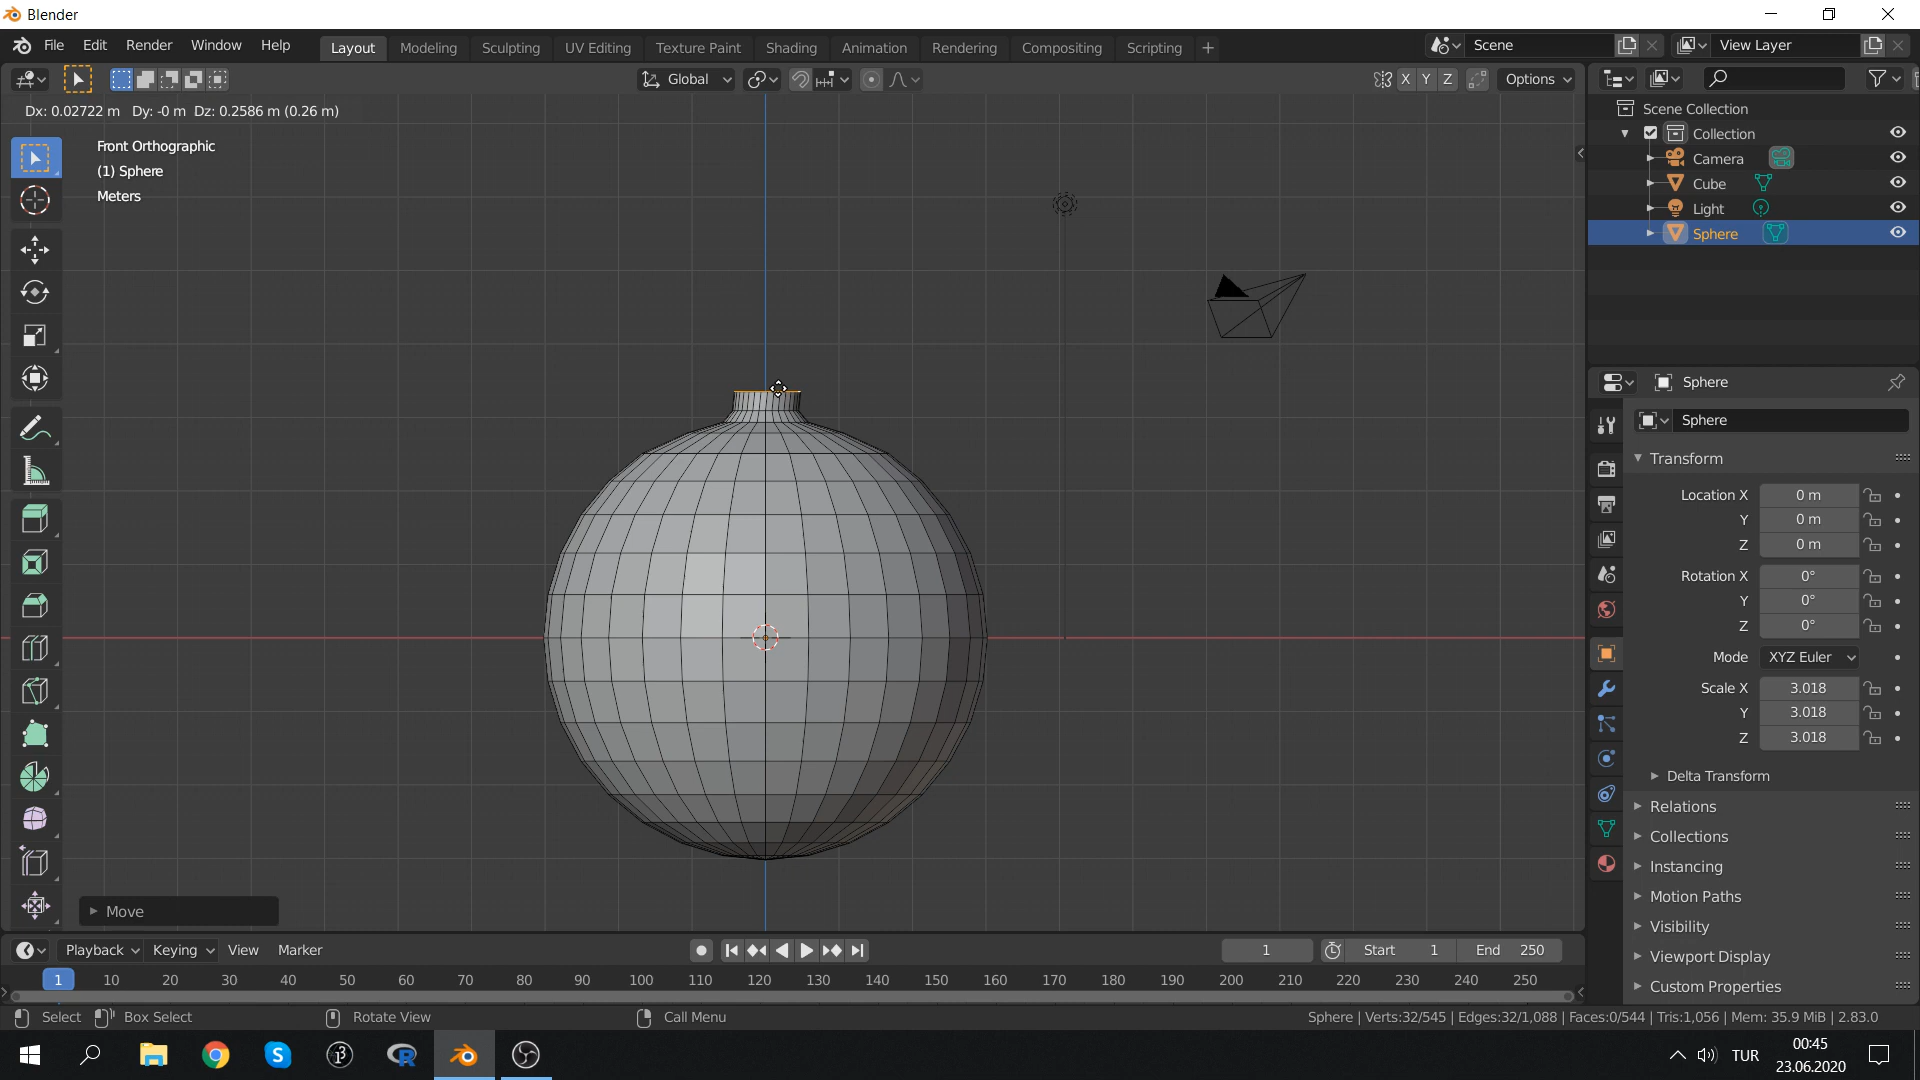 Blender
File Edit Render Window Help
Layout Modeling Sculpting UV Editing Texture Paint Shading Animation Rendering Compositing Scripting +
Scene
View Layer
Global
X Y Z
Options
Dx: 0.02722 m Dy: -0 m Dz: 0.2586 m (0.26 m)
Front Orthographic
(1) Sphere
Meters
Scene Collection
Collection
Camera
Cube
Light
Sphere
Sphere
Sphere
Transform
Location X 0 m
Y 0 m
Z 0 m
Rotation X 0°
Y 0°
Z 0°
Mode XYZ Euler
Scale X 3.018
Y 3.018
Z 3.018
Delta Transform
Relations
Collections
Instancing
Motion Paths
Visibility
Viewport Display
Custom Properties
Move
Playback Keying View Marker
1
Start 1 End 250
1 10 20 30 40 50 60 70 80 90 100 110 120 130 140 150 160 170 180 190 200 210 220 230 240 250
Select Box Select Rotate View Call Menu
Sphere | Verts:32/545 | Edges:32/1,088 | Faces:0/544 | Tris:1,056 | Mem: 35.9 MiB | 2.83.0
TUR
00:45
23.06.2020